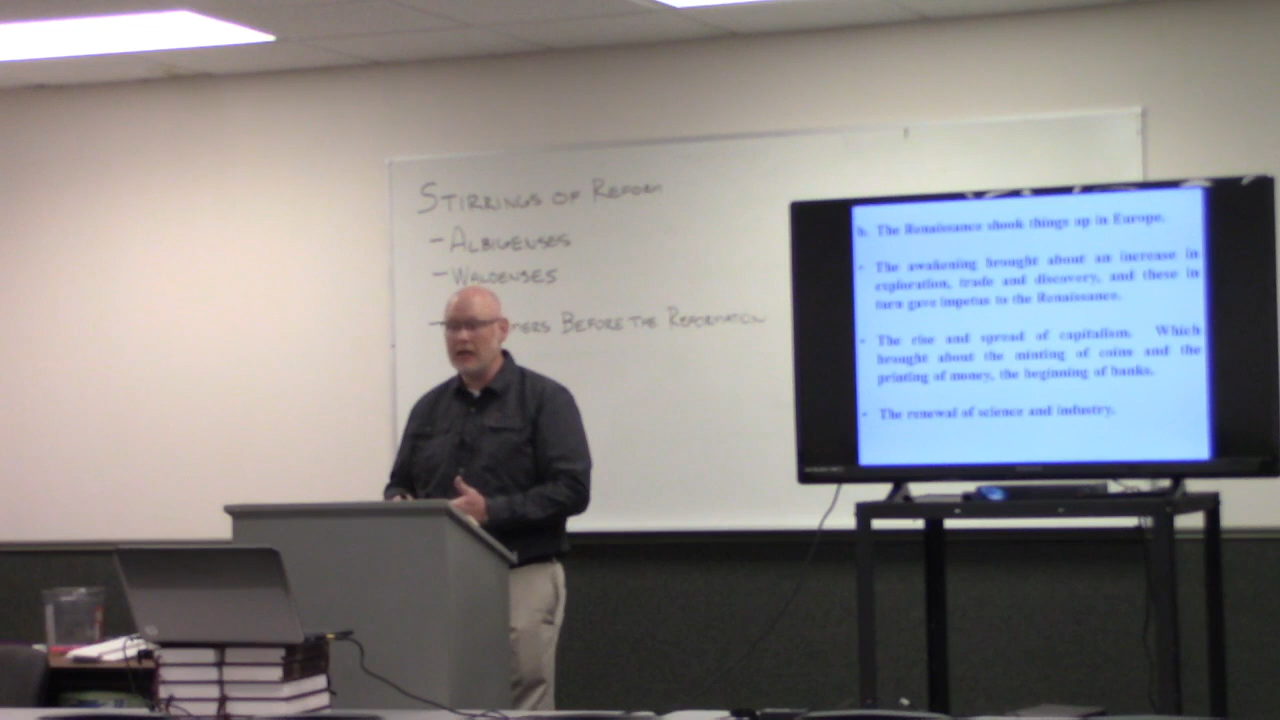 STIRRINGS OF REFORM
- ALBIGENSES
- WALDENSES
MERS BEFORE THE REFORMATION
b. The Renaissance shook things up in Europe.
• The awakening brought about an increase in
exploration, trade and discovery, and these in
turn gave impetus to the Renaissance.
• The rise and spread of capitalism. Which
brought about the minting of coins and the
printing of money, the beginning of banks.
• The renewal of science and industry.